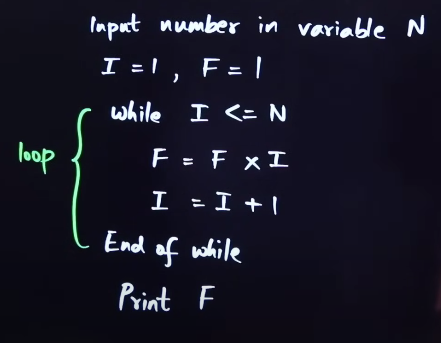 Input number in variable N
I = 1 , F = 1
while I <= N
loop
F = F x I
I = I + 1
End of while
Print F